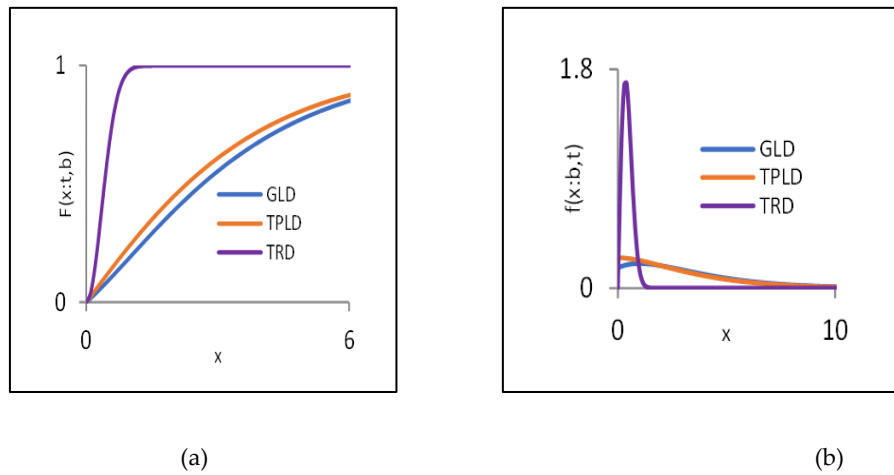 1
F(x:t,b)
GLD
TPLD
TRD
0
0
6
x
(a)
1.8
f(x:b,t)
GLD
TPLD
TRD
0
0
x
10
(b)